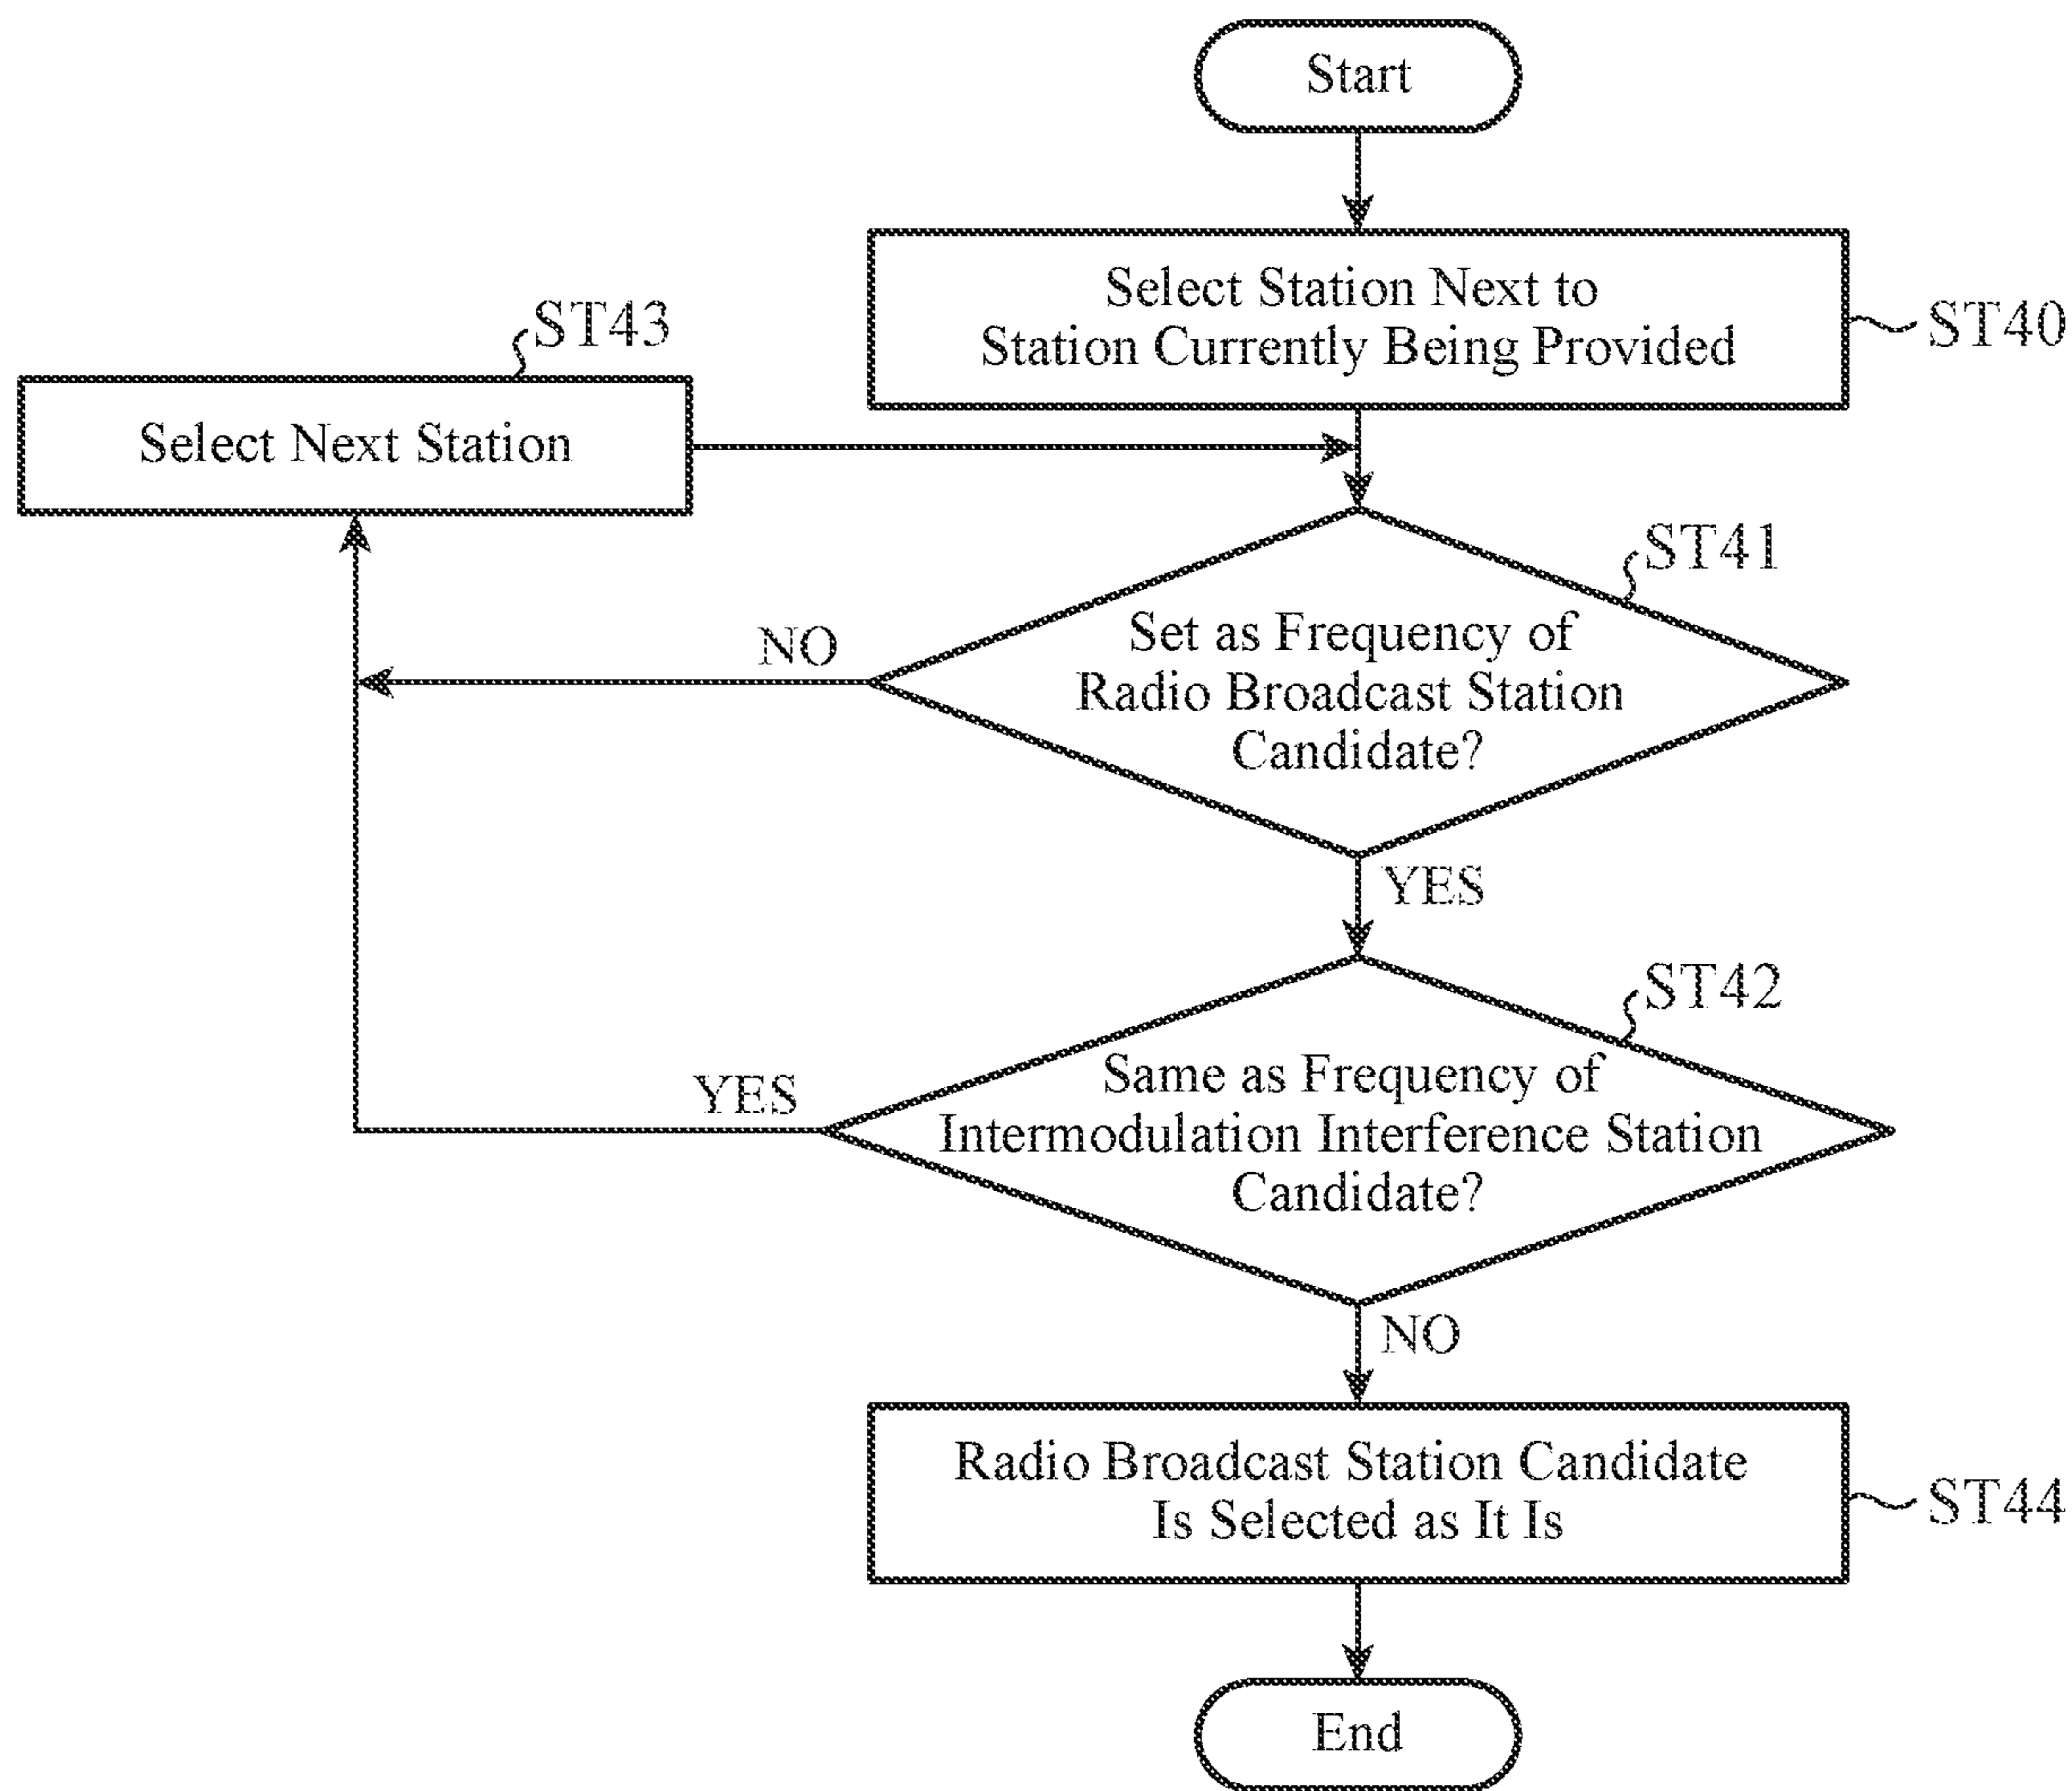 Start
Select Station Next to
Station Currently Being Provided
ST40
ST43
Select Next Station
ST41
Set as Frequency of
Radio Broadcast Station
Candidate?
NO
YES
ST42
Same as Frequency of
Intermodulation Interference Station
Candidate?
YES
NO
Radio Broadcast Station Candidate
Is Selected as It Is
ST44
End